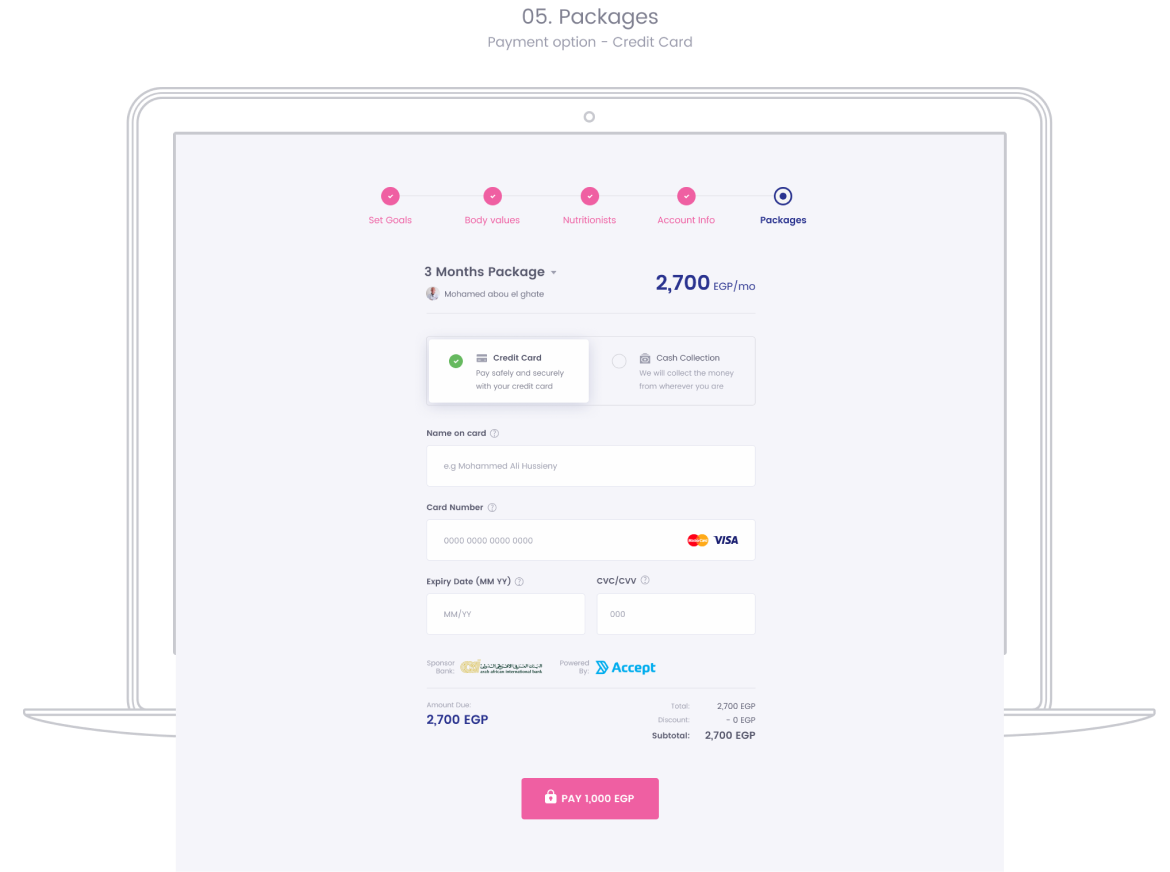 05. Packages
Payment option - Credit Card
Set Goals
Body values
Nutritionists
Account Info
Packages
3 Months Package
Mohamed abou el ghate
2,700 EGP/mo
Credit Card
Pay safely and securely
with your credit card
Cash Collection
We will collect the money
from wherever you are
Name on card
e.g Mohammed Ali Hussieny
Card Number
0000 0000 0000 0000
VISA
Expiry Date (MM YY)
CVC/CVV
MM/YY
000
Sponsor
Bank:
arab african international bank
Powered
By:
Accept
Amount Due:
2,700 EGP
Total: 2,700 EGP
Discount: - 0 EGP
Subtotal: 2,700 EGP
PAY 1,000 EGP